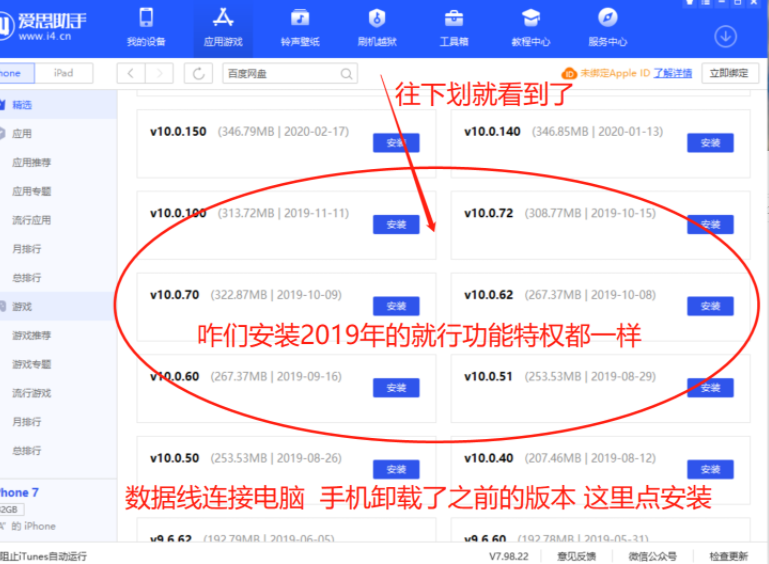 爱思助手
www.i4.cn
我的设备 应用游戏 铃声壁纸 刷机越狱 工具箱 教程中心 服务中心
hone iPad 百度网盘 未绑定Apple ID 了解详情 立即绑定
往下划就看到了
精选
应用
应用推荐
应用专题
流行应用
月排行
总排行
游戏
游戏推荐
游戏专题
流行游戏
月排行
总排行
v10.0.150 (346.79MB | 2020-02-17) 安装 v10.0.140 (346.85MB | 2020-01-13) 安装
v10.0.100 (313.72MB | 2019-11-11) 安装 v10.0.72 (308.77MB | 2019-10-15) 安装
v10.0.70 (322.87MB | 2019-10-09) 安装 v10.0.62 (267.37MB | 2019-10-08) 安装
咱们安装2019年的就行功能特权都一样
v10.0.60 (267.37MB | 2019-09-16) 安装 v10.0.51 (253.53MB | 2019-08-29) 安装
v10.0.50 (253.53MB | 2019-08-26) 安装 v10.0.40 (207.46MB | 2019-08-12) 安装
数据线连接电脑 手机卸载了之前的版本 这里点安装
v9.6.62 (192.79MB | 2019-06-05) v9.6.60 (192.78MB | 2019-05-31)
hone 7
2GB
的 iPhone
阻止iTunes自动运行 V7.98.22 意见反馈 微信公众号 检查更新